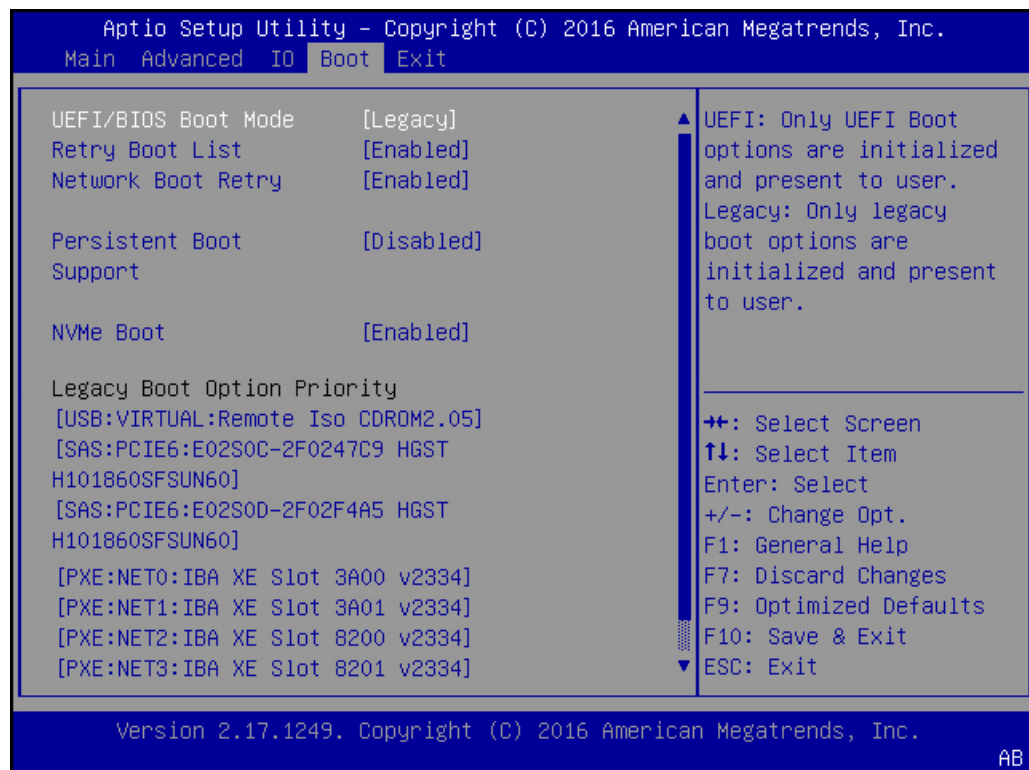 Aptio Setup Utility – Copyright (C) 2016 American Megatrends, Inc.
Main Advanced IO Boot Exit
UEFI/BIOS Boot Mode [Legacy]
Retry Boot List [Enabled]
Network Boot Retry [Enabled]
Persistent Boot [Disabled]
Support
NVMe Boot [Enabled]
Legacy Boot Option Priority
[USB:VIRTUAL:Remote Iso CDROM2.05]
[SAS:PCIE6:E02S0C-2F0247C9 HGST
H101860SFSUN60]
[SAS:PCIE6:E02S0D-2F02F4A5 HGST
H101860SFSUN60]
[PXE:NET0:IBA XE Slot 3A00 v2334]
[PXE:NET1:IBA XE Slot 3A01 v2334]
[PXE:NET2:IBA XE Slot 8200 v2334]
[PXE:NET3:IBA XE Slot 8201 v2334]
UEFI: Only UEFI Boot
options are initialized
and present to user.
Legacy: Only legacy
boot options are
initialized and present
to user.
→←: Select Screen
↑↓: Select Item
Enter: Select
+/-: Change Opt.
F1: General Help
F7: Discard Changes
F9: Optimized Defaults
F10: Save & Exit
ESC: Exit
Version 2.17.1249. Copyright (C) 2016 American Megatrends, Inc.
AB